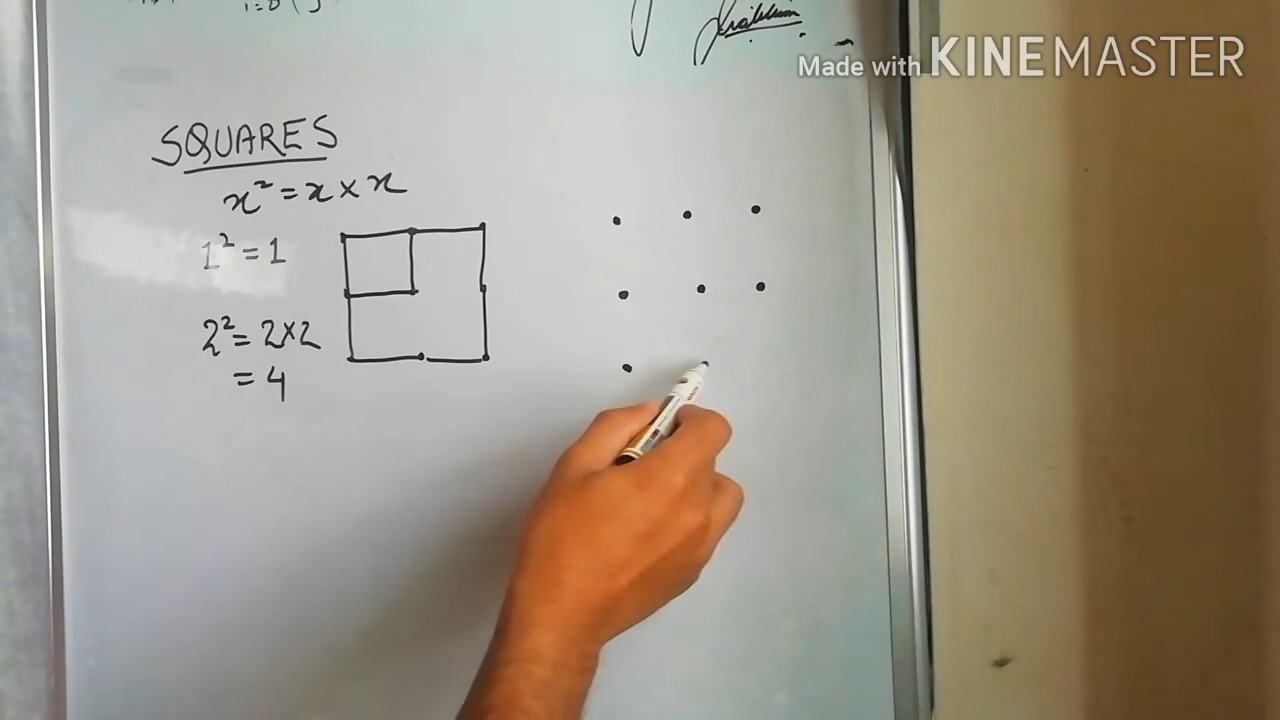 Made with KINEMASTER
SQUARES
x² = x × x
1² = 1
2² = 2×2
= 4